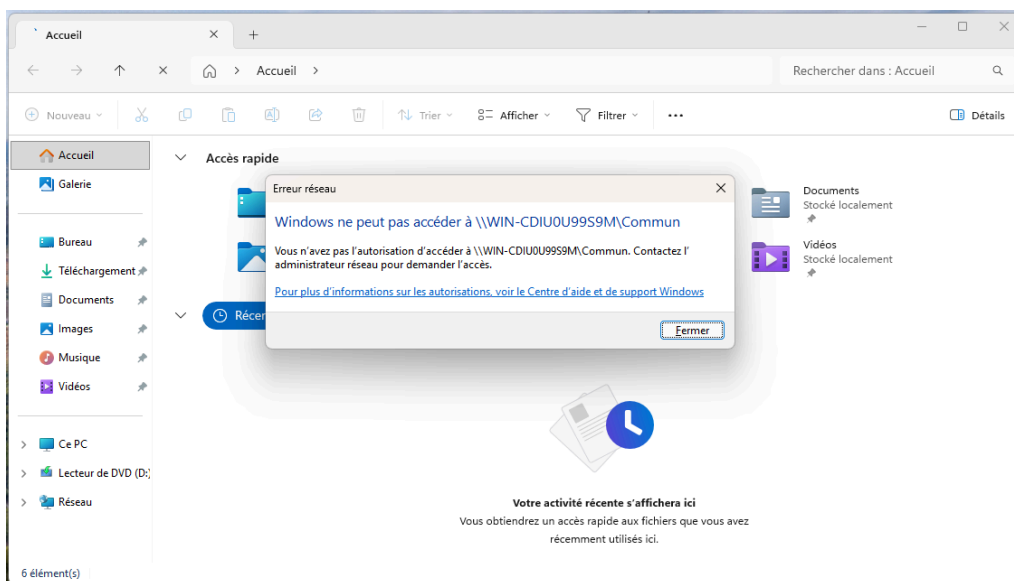 Accueil
Accueil
Rechercher dans : Accueil
Nouveau
Trier
Afficher
Filtrer
Détails
Accueil
Galerie
Bureau
Téléchargement
Documents
Images
Musique
Vidéos
Ce PC
Lecteur de DVD (D:)
Réseau
Accès rapide
Documents
Stocké localement
Vidéos
Stocké localement
Erreur réseau
Windows ne peut pas accéder à \\WIN-CDIU0U99S9M\Commun
Vous n’avez pas l’autorisation d’accéder à \\WIN-CDIU0U99S9M\Commun. Contactez l’
administrateur réseau pour demander l’accès.
Pour plus d’informations sur les autorisations, voir le Centre d’aide et de support Windows
Fermer
Votre activité récente s’affichera ici
Vous obtiendrez un accès rapide aux fichiers que vous avez
récemment utilisés ici.
6 élément(s)